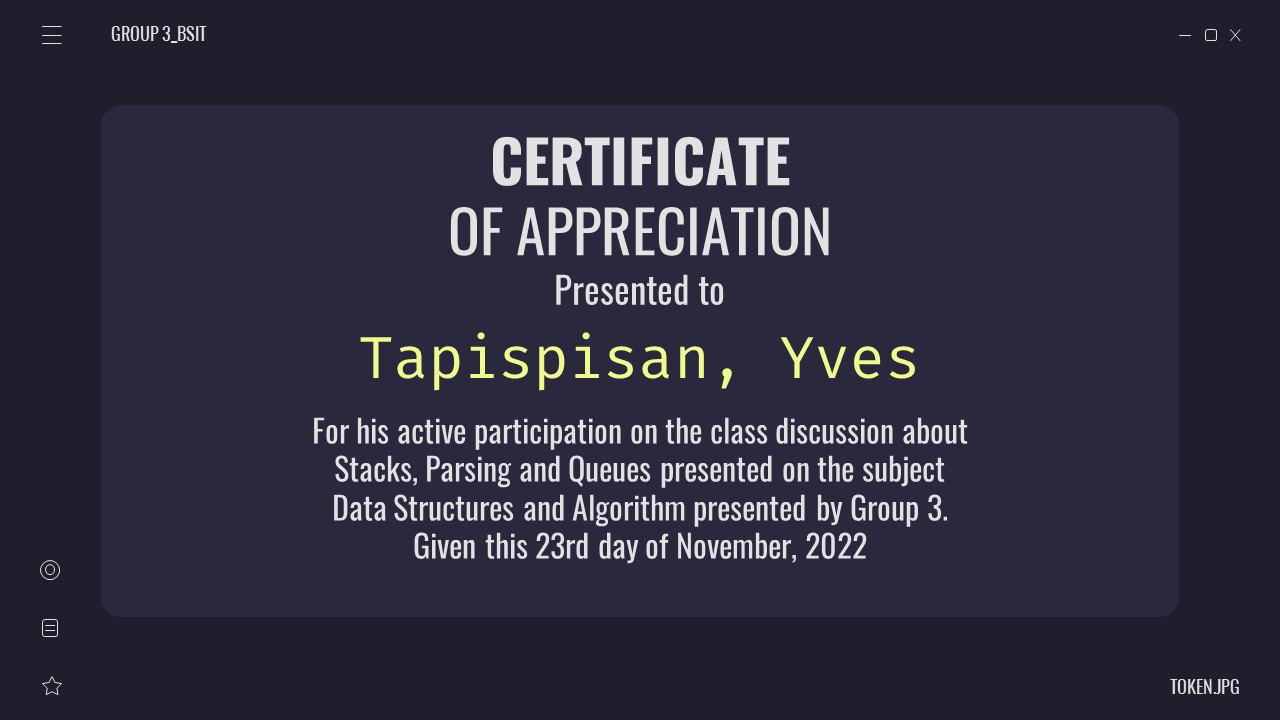 GROUP 3_BSIT
CERTIFICATE
OF APPRECIATION
Presented to
Tapispisan, Yves
For his active participation on the class discussion about
Stacks, Parsing and Queues presented on the subject
Data Structures and Algorithm presented by Group 3.
Given this 23rd day of November, 2022
TOKEN.JPG